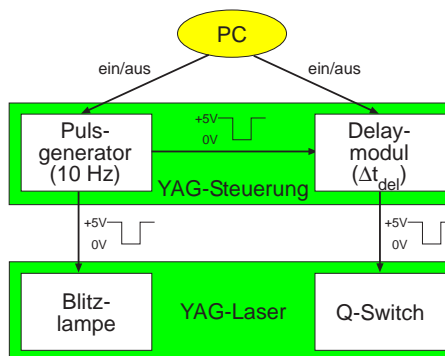 PC
ein/aus
ein/aus
Puls-
generator
(10 Hz)
+5V
0V
Delay-
modul
(Δt_del)
YAG-Steuerung
+5V
0V
+5V
0V
Blitz-
lampe
YAG-Laser
Q-Switch